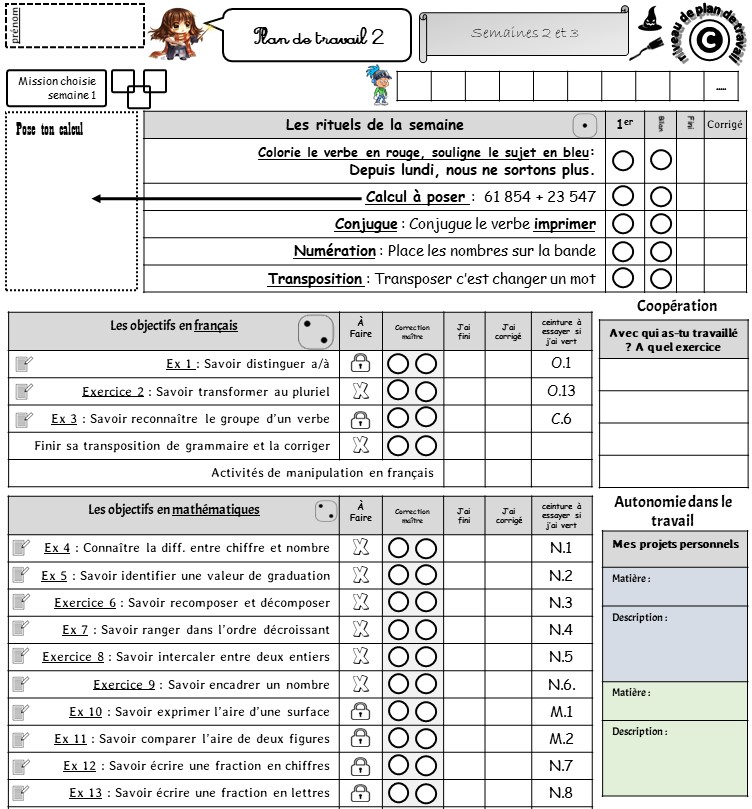 prénom
Plan de travail 2
Semaines 2 et 3
niveau de plan de travail
C
Mission choisie
semaine 1
.....
Pose ton calcul
Les rituels de la semaine
1er
Bilan
Fini
Corrigé
Colorie le verbe en rouge, souligne le sujet en bleu:
Depuis lundi, nous ne sortons plus.
Calcul à poser : 61 854 + 23 547
Conjugue : Conjugue le verbe imprimer
Numération : Place les nombres sur la bande
Transposition : Transposer c'est changer un mot
Coopération
Les objectifs en français
À
Faire
Correction
maître
J'ai
fini
J'ai
corrigé
ceinture à
essayer si
j'ai vert
Avec qui as-tu travaillé
? A quel exercice
Ex 1 : Savoir distinguer a/à
O.1
Exercice 2 : Savoir transformer au pluriel
X
O.13
Ex 3 : Savoir reconnaître le groupe d'un verbe
C.6
Finir sa transposition de grammaire et la corriger
X
Activités de manipulation en français
Les objectifs en mathématiques
À
Faire
Correction
maître
J'ai
fini
J'ai
corrigé
ceinture à
essayer si
j'ai vert
Autonomie dans le
travail
Mes projets personnels
Ex 4 : Connaître la diff. entre chiffre et nombre
X
N.1
Ex 5 : Savoir identifier une valeur de graduation
X
N.2
Exercice 6 : Savoir recomposer et décomposer
X
N.3
Ex 7 : Savoir ranger dans l'ordre décroissant
X
N.4
Exercice 8 : Savoir intercaler entre deux entiers
X
N.5
Exercice 9 : Savoir encadrer un nombre
X
N.6.
Ex 10 : Savoir exprimer l'aire d'une surface
M.1
Ex 11 : Savoir comparer l'aire de deux figures
M.2
Ex 12 : Savoir écrire une fraction en chiffres
N.7
Ex 13 : Savoir écrire une fraction en lettres
N.8
Matière :
Description :
Matière :
Description :